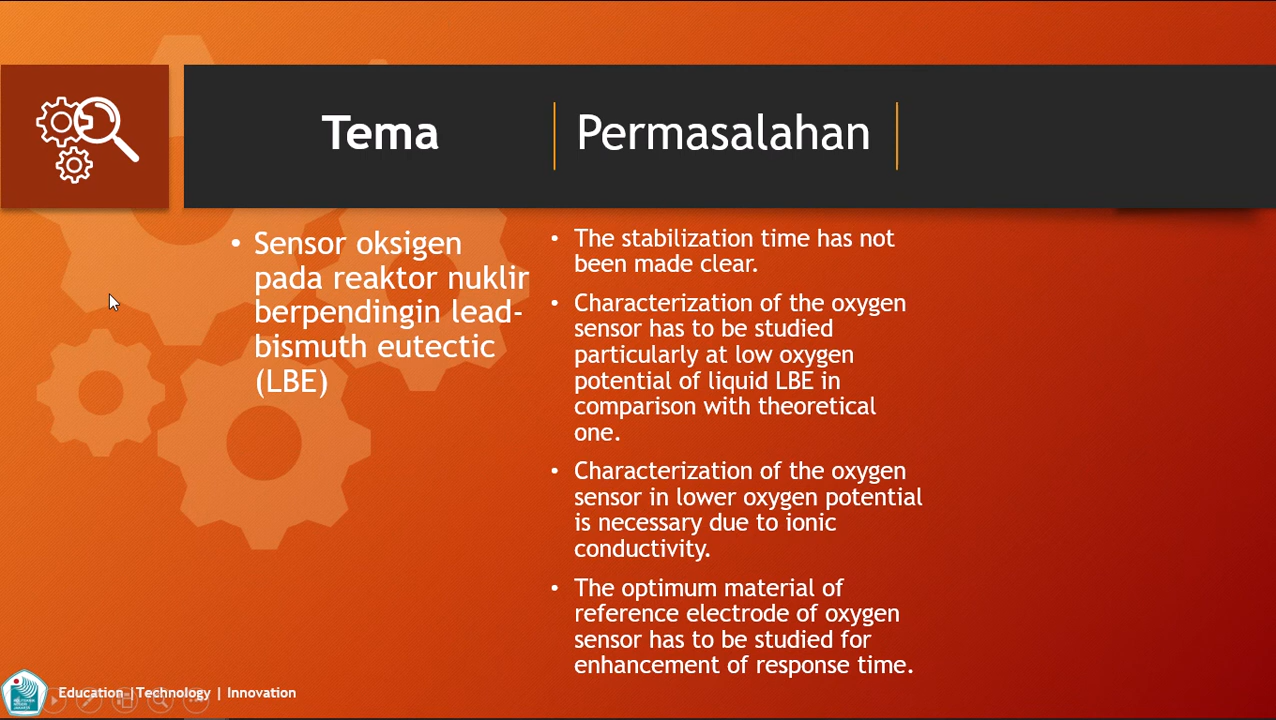 Tema
Permasalahan
• Sensor oksigen
pada reaktor nuklir
berpendingin lead-
bismuth eutectic
(LBE)
• The stabilization time has not
been made clear.
• Characterization of the oxygen
sensor has to be studied
particularly at low oxygen
potential of liquid LBE in
comparison with theoretical
one.
• Characterization of the oxygen
sensor in lower oxygen potential
is necessary due to ionic
conductivity.
• The optimum material of
reference electrode of oxygen
sensor has to be studied for
enhancement of response time.
Education | Technology | Innovation